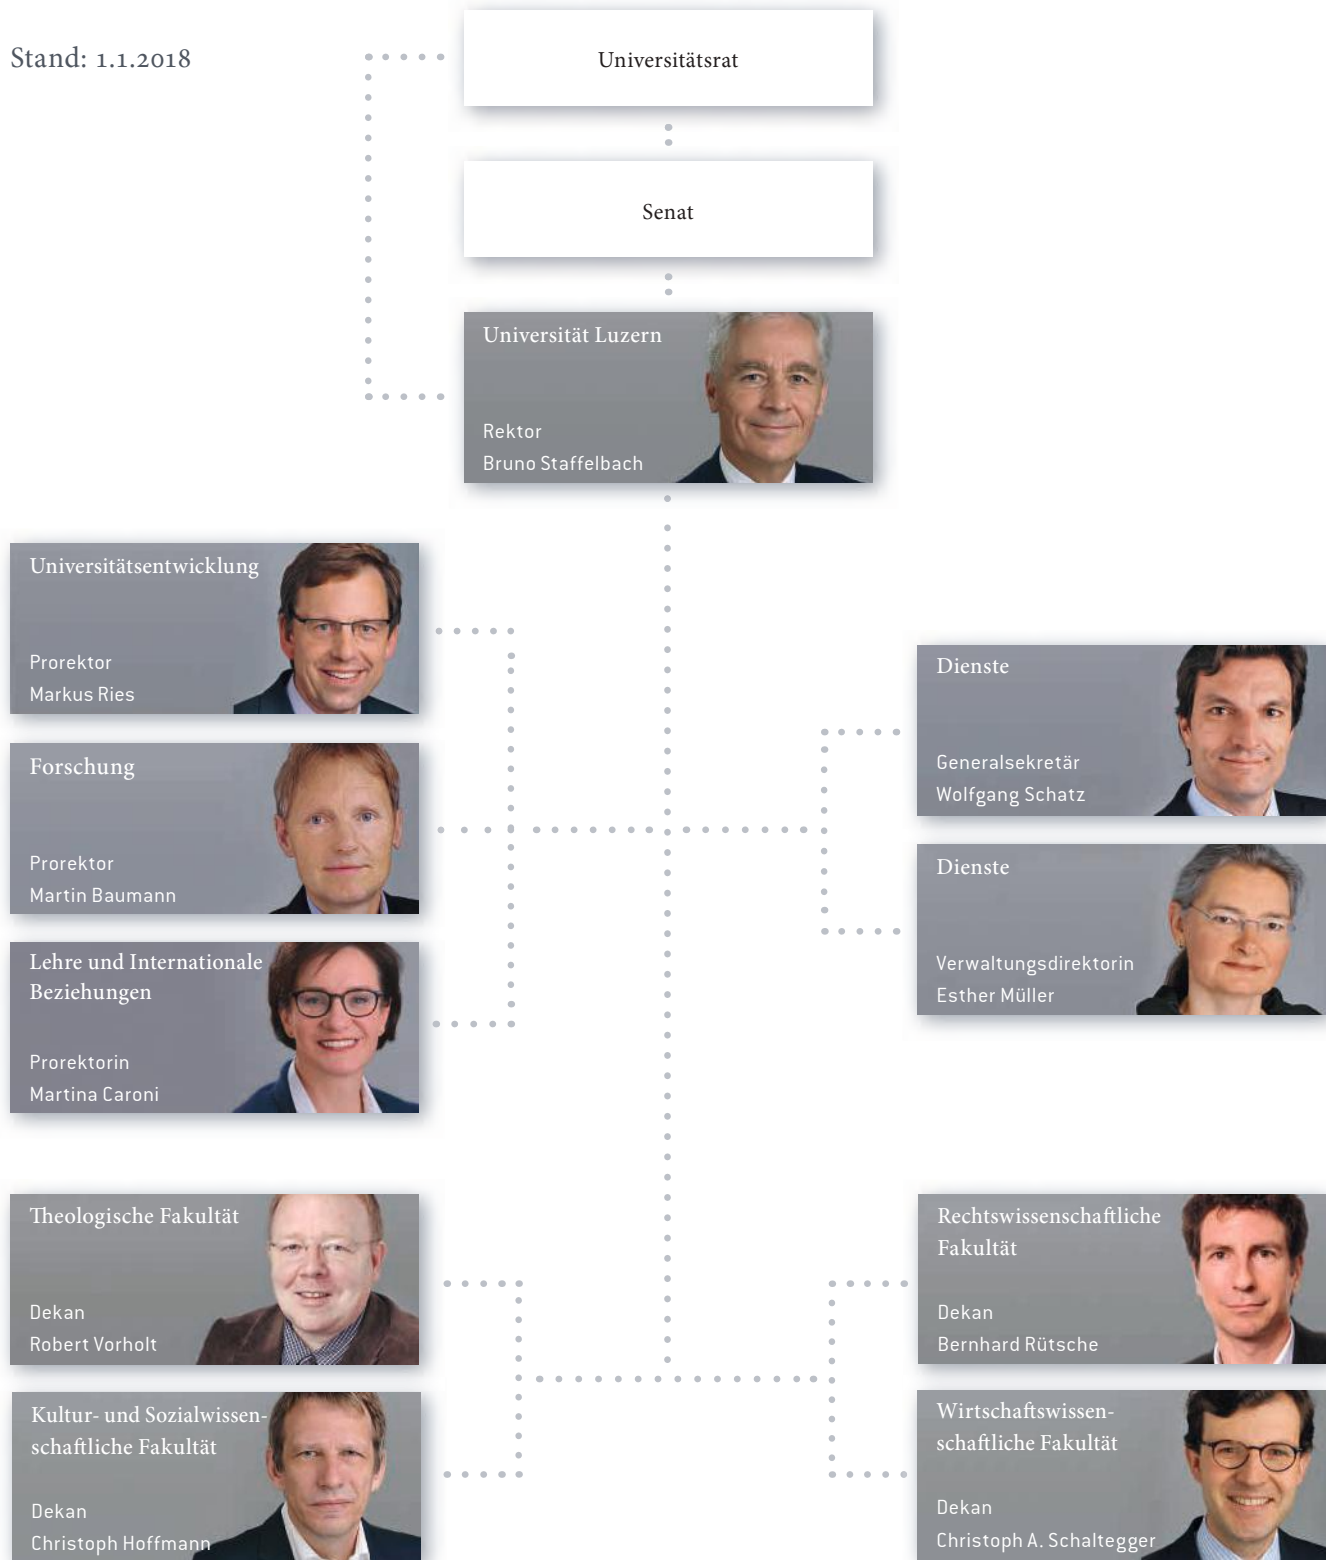 Stand: 1.1.2018
Universitätsrat
Senat
Universität Luzern
Rektor
Bruno Staffelbach
Universitätsentwicklung
Prorektor
Markus Ries
Forschung
Prorektor
Martin Baumann
Lehre und Internationale
Beziehungen
Prorektorin
Martina Caroni
Dienste
Generalsekretär
Wolfgang Schatz
Dienste
Verwaltungsdirektorin
Esther Müller
Theologische Fakultät
Dekan
Robert Vorholt
Kultur- und Sozialwissen-
schaftliche Fakultät
Dekan
Christoph Hoffmann
Rechtswissenschaftliche
Fakultät
Dekan
Bernhard Rütsche
Wirtschaftswissen-
schaftliche Fakultät
Dekan
Christoph A. Schaltegger